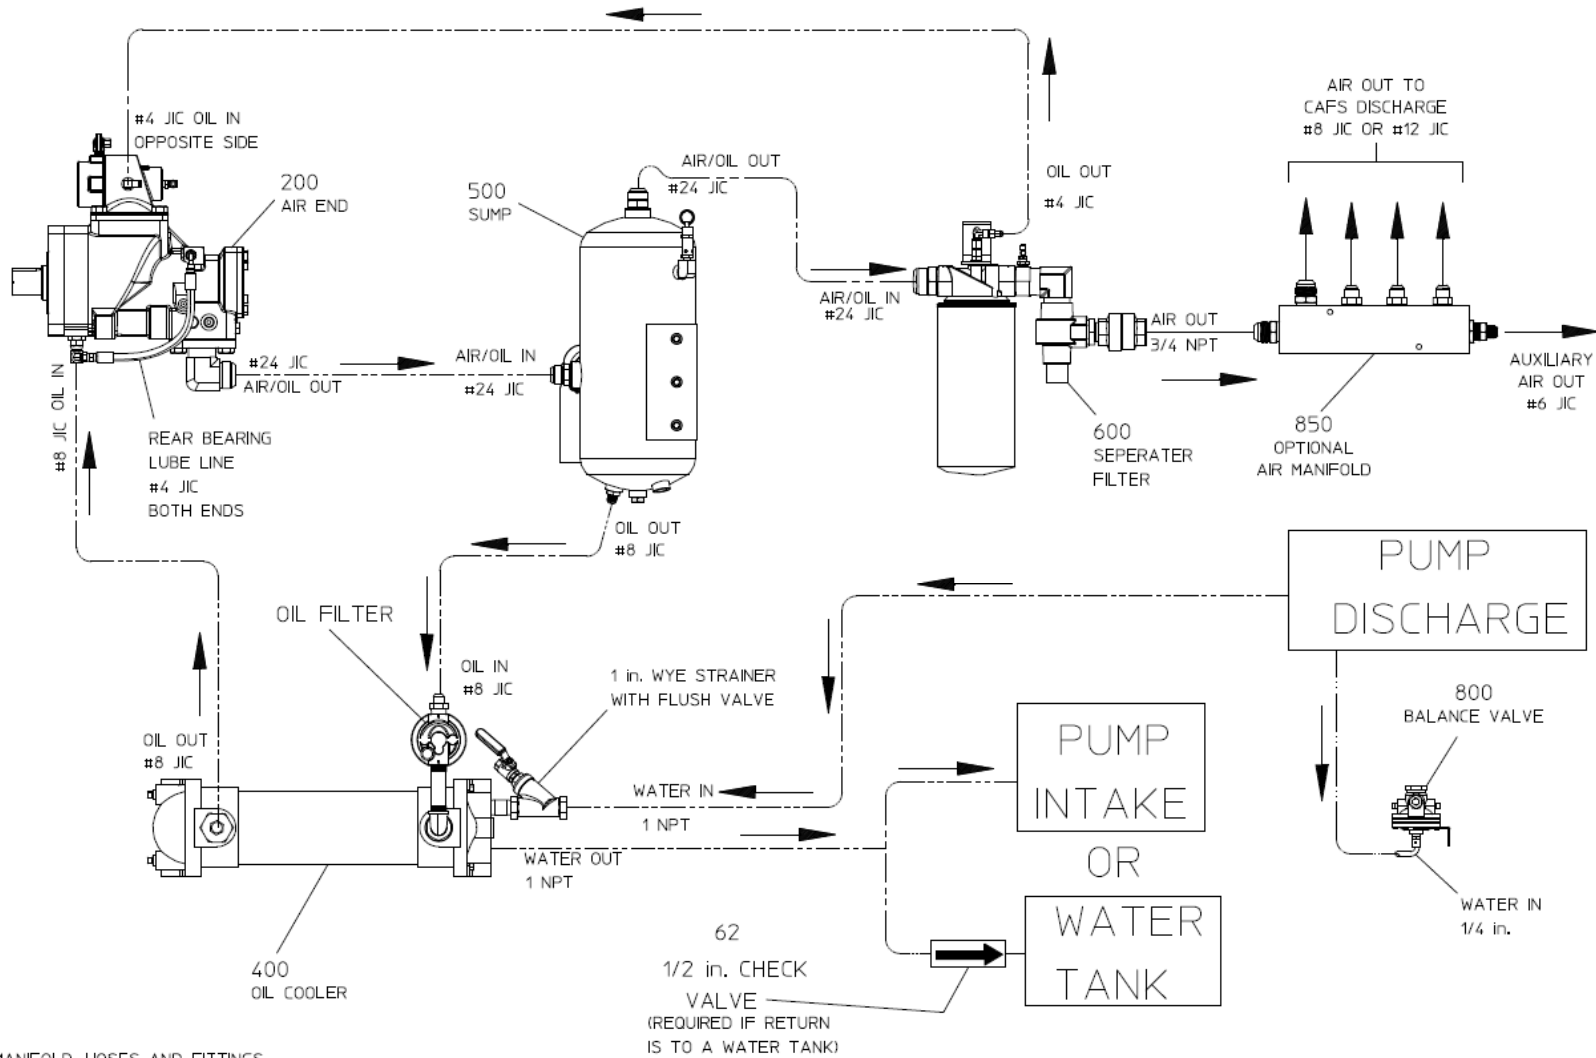 #4 JIC OIL IN
OPPOSITE SIDE
200
AIR END
500
SUMP
AIR/OIL OUT
#24 JIC
OIL OUT
#4 JIC
AIR OUT TO
CAFS DISCHARGE
#8 JIC OR #12 JIC
#24 JIC
AIR/OIL OUT
AIR/OIL IN
#24 JIC
AIR/OIL IN
#24 JIC
AIR OUT
3/4 NPT
AUXILIARY
AIR OUT
#6 JIC
#8 JIC OIL IN
REAR BEARING
LUBE LINE
#4 JIC
BOTH ENDS
600
SEPERATER
FILTER
850
OPTIONAL
AIR MANIFOLD
OIL OUT
#8 JIC
PUMP
DISCHARGE
OIL FILTER
OIL IN
#8 JIC
1 in. WYE STRAINER
WITH FLUSH VALVE
800
BALANCE VALVE
OIL OUT
#8 JIC
WATER IN
1 NPT
PUMP
INTAKE
OR
WATER
TANK
WATER OUT
1 NPT
WATER IN
1/4 in.
400
OIL COOLER
62
1/2 in. CHECK
VALVE
(REQUIRED IF RETURN
IS TO A WATER TANK)
MANIFOLD, HOSES AND FITTINGS